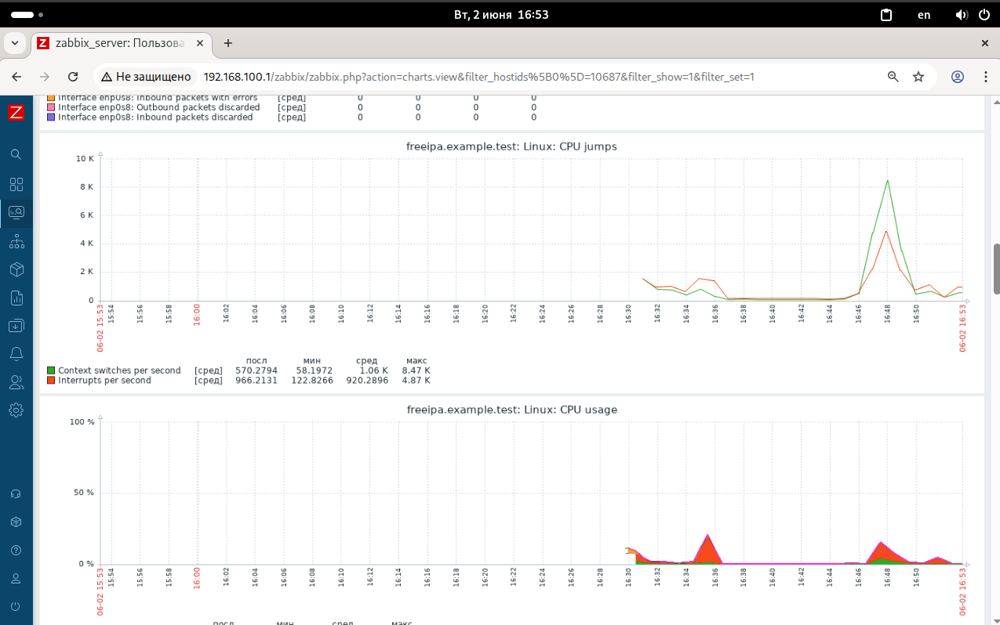 Вт, 2 июня 16:53
en
zabbix_server: Пользова
Не защищено 192.168.100.1/zabbix/zabbix.php?action=charts.view&filter_hostids%5B0%5D=10687&filter_show=1&filter_set=1
Z
Interface enp0s8: Inbound packets with errors [сред] 0 0 0 0
Interface enp0s8: Outbound packets discarded [сред] 0 0 0 0
Interface enp0s8: Inbound packets discarded [сред] 0 0 0 0
freeipa.example.test: Linux: CPU jumps
10 K
8 K
6 K
4 K
2 K
0
06-02 15:53 15:54 15:56 15:58 16:00 16:02 16:04 16:06 16:08 16:10 16:12 16:14 16:16 16:18 16:20 16:22 16:24 16:26 16:28 16:30 16:32 16:34 16:36 16:38 16:40 16:42 16:44 16:46 16:48 16:50 06-02 16:53
посл мин сред макс
Context switches per second [сред] 570.2794 58.1972 1.06 K 8.47 K
Interrupts per second [сред] 966.2131 122.8266 920.2896 4.87 K
freeipa.example.test: Linux: CPU usage
100 %
50 %
0 %
06-02 15:53 15:54 15:56 15:58 16:00 16:02 16:04 16:06 16:08 16:10 16:12 16:14 16:16 16:18 16:20 16:22 16:24 16:26 16:28 16:30 16:32 16:34 16:36 16:38 16:40 16:42 16:44 16:46 16:48 16:50 06-02 16:53
посл мин сред макс